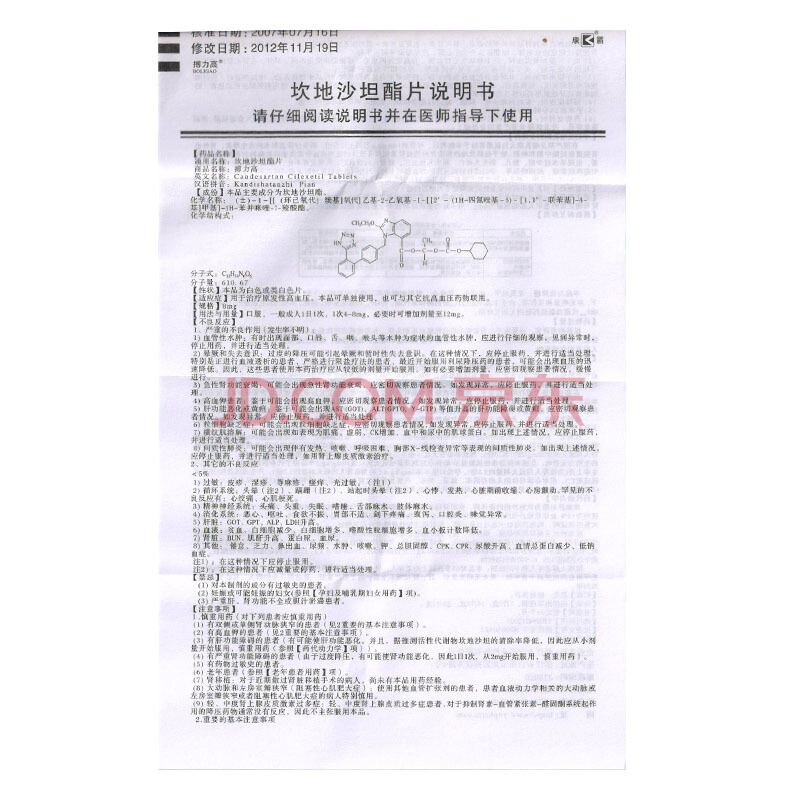 核准日期: 2007年07月16日
修改日期: 2012年11月19日
康 K 爵
搏力高®
BOLIGAO
坎地沙坦酯片说明书
请仔细阅读说明书并在医师指导下使用
【药品名称】
通用名称: 坎地沙坦酯片
商品名称: 搏力高
英文名称: Candesartan Cilexetil Tablets
汉语拼音: Kandishatanzhi Pian
【成份】本品主要成分为坎地沙坦酯。
化学名称: (±)-1-[[(环己氧代)羰基]氧代]乙基-2-乙氧基-1-[[2'-(1H-四氮唑基-5)-[1,1'-联苯基]-4-
基]甲基]-1H-苯并咪唑-7-羧酸酯。
化学结构式:
分子式: C33H34N6O6
分子量: 610.67
【性状】本品为白色或类白色片。
【适应症】用于治疗原发性高血压。本品可单独使用,也可与其它抗高血压药物联用。
【规格】8mg
【用法与用量】口服,一般成人1日1次,1次4~8mg,必要时可增加剂量至12mg。
【不良反应】
1. 严重的不良作用(发生率不明):
1)血管性水肿: 有时出现面部、口唇、舌、咽、喉头等水肿为症状的血管性水肿,应进行仔细的观察,见到异常时,
停止用药,并进行适当处理。
2)晕厥和失去意识: 过度的降压可能引起晕厥和暂时性失去意识。在这种情况下,应停止服药,并进行适当处理。
特别是正进行血液透析的患者、严格进行限盐疗法的患者、最近开始服用利尿降压药的患者,可能会出现血压的迅
速降低。因此,这些患者使用本药治疗应从较低的剂量开始服用。如有必要增加剂量,应密切观察患者情况,缓慢
进行。
3)急性肾功能衰竭: 可能会出现急性肾功能衰竭,应密切观察患者情况。如发现异常,应停止服药,并进行适当处
理。
4)高血钾患者: 鉴于可能会出现高血钾,应密切观察患者情况。如发现异常,应停止服药,并进行适当处理。
5)肝功能恶化或黄疸: 鉴于可能会出现AST(GOT)、ALT(GPT)、γ-GTP等值升高的肝功能障碍或黄疸,应密切观察患
者情况,如发现异常,应停止服药,并进行适当处理。
6)粒细胞缺乏症: 可能会出现粒细胞缺乏症,应密切观察患者情况,如发现异常,应停止服药,并进行适当处理。
7)横纹肌溶解: 可能会出现如表现为肌痛、虚弱、CK增加、血中和尿中的肌球蛋白。如出现上述情况,应停止服药,
并进行适当处理。
8)间质性肺炎: 可能会出现伴有发热、咳嗽、呼吸困难、胸部X-线检查异常等表现的间质性肺炎。如出现上述情况,
应停止服药,并进行适当处理,如用肾上腺皮质激素治疗。
2、其它的不良反应
<5%
1)过敏: 皮疹、湿疹、荨麻疹、瘙痒、光过敏。(注1)
2)循环系统: 头晕(注2)、蹒跚(注2)、站起时头晕(注2)、心悸、发热、心脏期前收缩、心房颤动。罕见的不
良反应有: 心绞痛、心肌梗死。
3)精神神经系统: 头痛、头重、失眠、嗜睡、舌部麻木、肢体麻木。
4)消化系统: 恶心、呕吐、食欲不振、胃部不适、剑下疼痛、腹泻、口腔炎、味觉异常。
5)肝脏: GOT、GPT、ALP、LDH升高。
6)血液: 贫血、白细胞减少、白细胞增多、嗜酸性粒细胞增多、血小板计数降低。
7)肾脏: BUN、肌酐升高、蛋白尿、血尿。
8)其他: 倦怠、乏力、鼻出血、尿频、水肿、咳嗽、钾、总胆固醇、CPK、CPR、尿酸升高、血清总蛋白减少、低钠
血症。
注1): 在这种情况下应停止服用。
注2): 在这种情况下应减量或停药,进行适当处理。
【禁忌】
(1)对本制剂的成分有过敏史的患者。
(2)妊娠或可能妊娠的妇女(参照【孕妇及哺乳期妇女用药】项)。
(3)严重肝、肾功能不全或胆汁淤滞患者。
【注意事项】
1. 慎重用药(对下列患者应慎重用药)
(1)有双侧或单侧肾动脉狭窄的患者(见2重要的基本注意事项)。
(2)有高血钾的患者(见2重要的基本注意事项)。
(3)有肝功能障碍的患者(有可能使肝功能恶化。并且,据推测活性代谢物坎地沙坦的清除率降低,因此应从小剂
量开始服用,慎重用药(参照【药代动力学】项))。
(4)有严重肾功能障碍的患者(由于过度降压,有可能使肾功能恶化,因此1日1次,从2mg开始服用,慎重用药)。
(5)有药物过敏史的患者。
(6)老年患者(参照【老年患者用药】项)。
(7)肾移植: 对于近期做过肾脏移植手术的病人,尚未有本品用药经验。
(8)大动脉和左房室瓣狭窄(阻塞性心肌肥大症): 使用其他血管扩张剂的患者,患者血液动力学相关的大动脉或
左房室瓣狭窄或者阻塞性心肌肥大症的病人特别慎用。
(9)轻、中度肾上腺皮质激素过多症: 轻、中度肾上腺皮质过多症患者,对于抑制肾素-血管紧张素-醛固酮系统起作
用的降压药物通常没有反应,因此不主张服用本品。
2. 重要的基本注意事项
JD.COM 京东